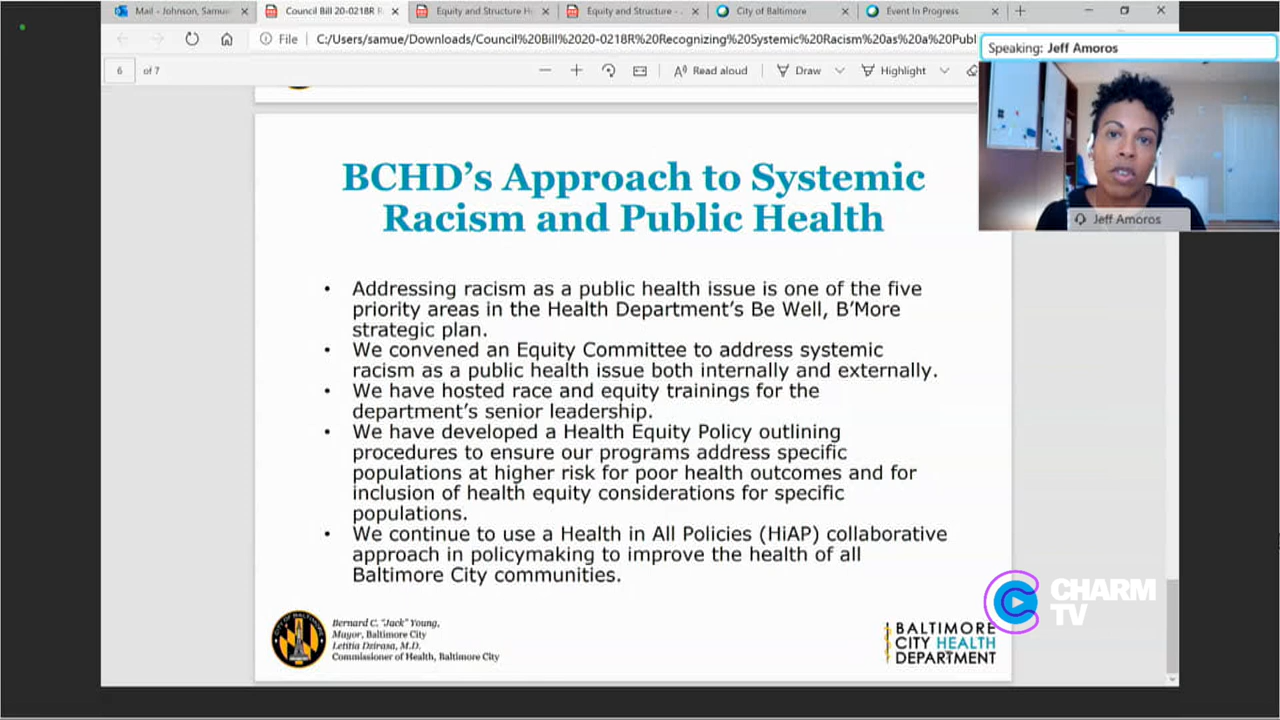 Mail - Johnson, Samu
Council Bill 20-0218R R
Equity and Structure H
Equity and Structure - .
City of Baltimore
Event In Progress
File
C:/Users/samue/Downloads/Council%20Bill%2020-0218R%20Recognizing%20Systemic%20Racism%20as%20a%20Publ
Speaking: Jeff Amoros
6 of 7
Read aloud
Draw
Highlight
Jeff Amoros
BCHD's Approach to Systemic
Racism and Public Health
• Addressing racism as a public health issue is one of the five
priority areas in the Health Department's Be Well, B'More
strategic plan.
• We convened an Equity Committee to address systemic
racism as a public health issue both internally and externally.
• We have hosted race and equity trainings for the
department's senior leadership.
• We have developed a Health Equity Policy outlining
procedures to ensure our programs address specific
populations at higher risk for poor health outcomes and for
inclusion of health equity considerations for specific
populations.
• We continue to use a Health in All Policies (HiAP) collaborative
approach in policymaking to improve the health of all
Baltimore City communities.
Bernard C. "Jack" Young,
Mayor, Baltimore City
Letitia Dzirasa, M.D.
Commissioner of Health, Baltimore City
BALTIMORE
CITY HEALTH
DEPARTMENT
CHARM
TV